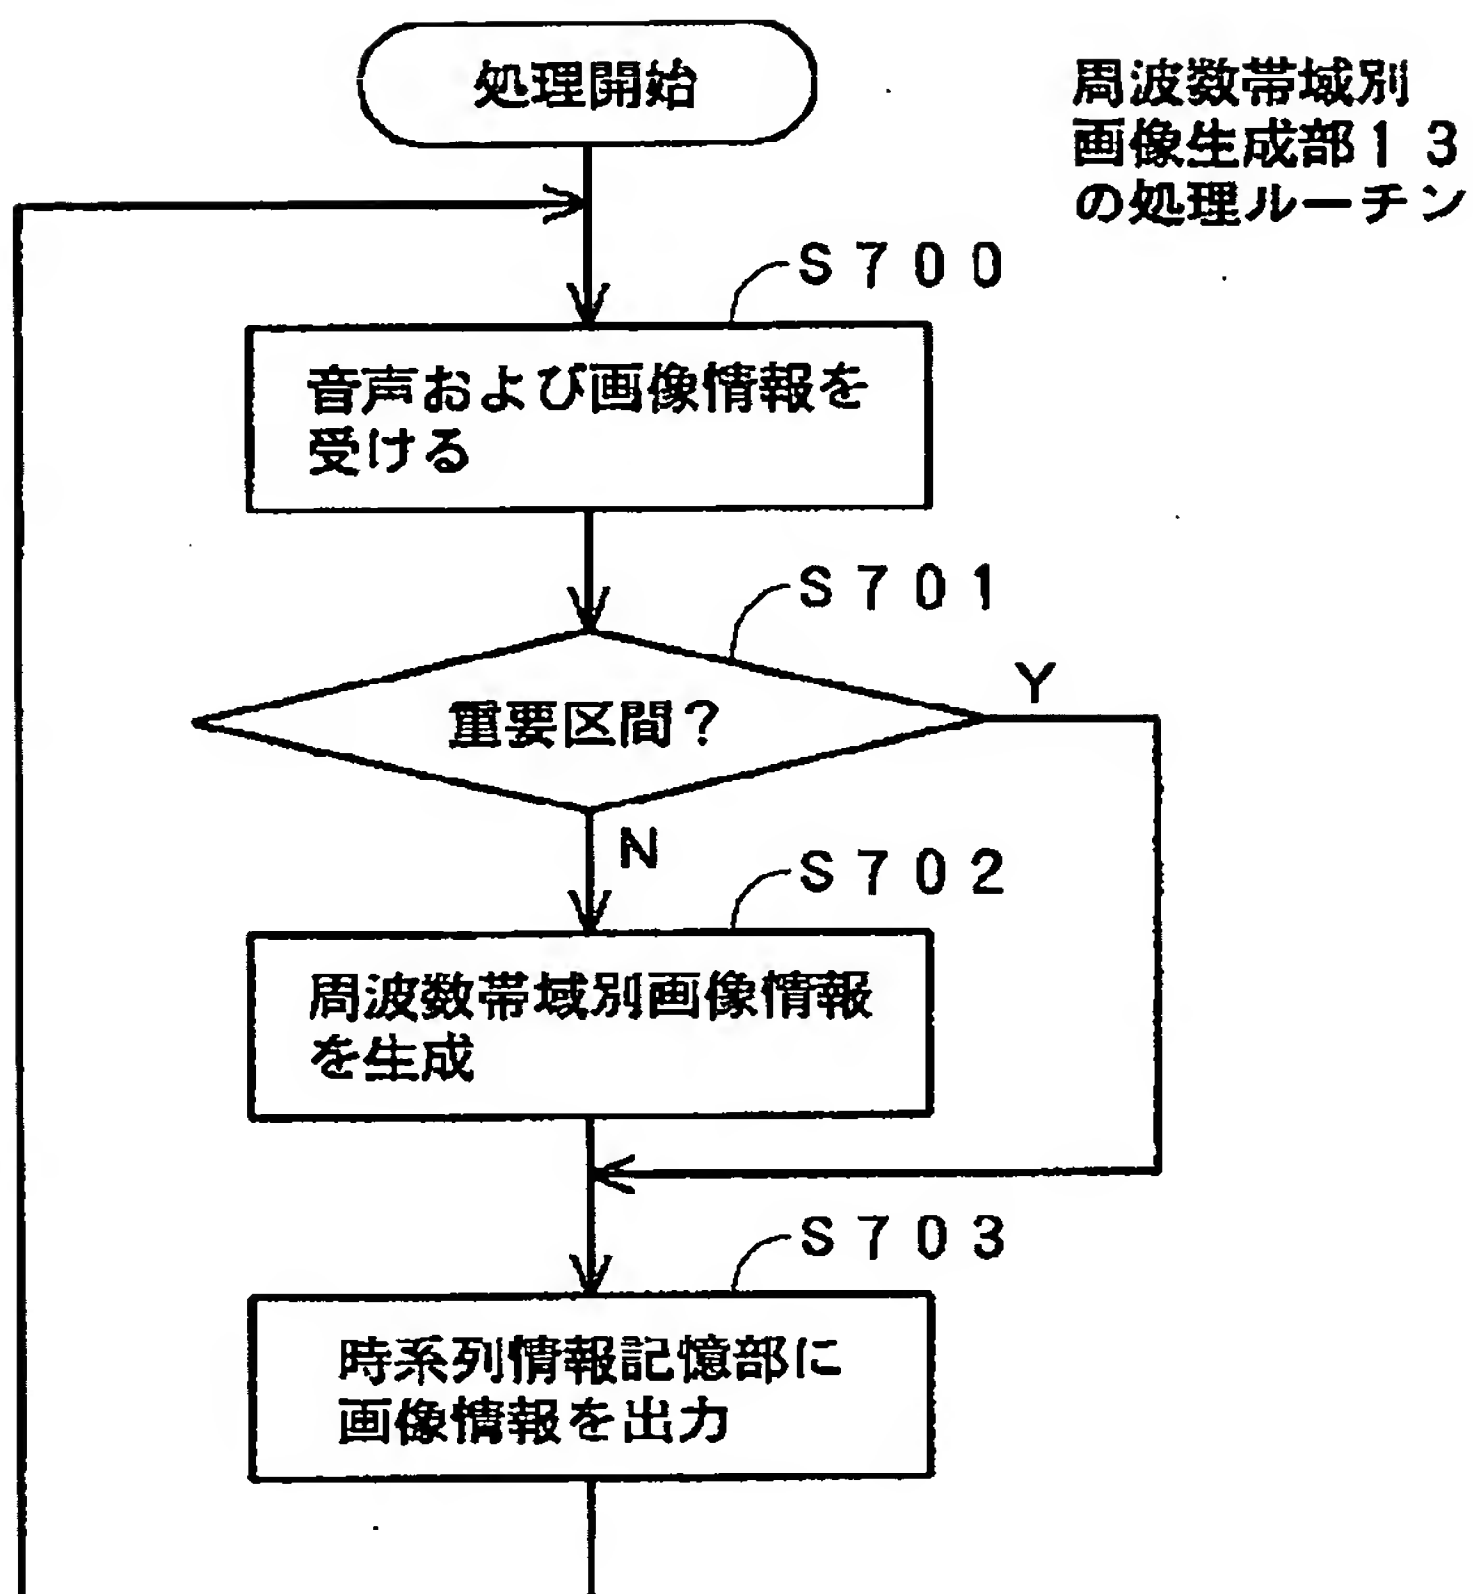 処理開始
周波数帯域別
画像生成部13
の処理ルーチン
S700
音声および画像情報を
受ける
S701
重要区間?
Y
N
S702
周波数帯域別画像情報
を生成
S703
時系列情報記憶部に
画像情報を出力